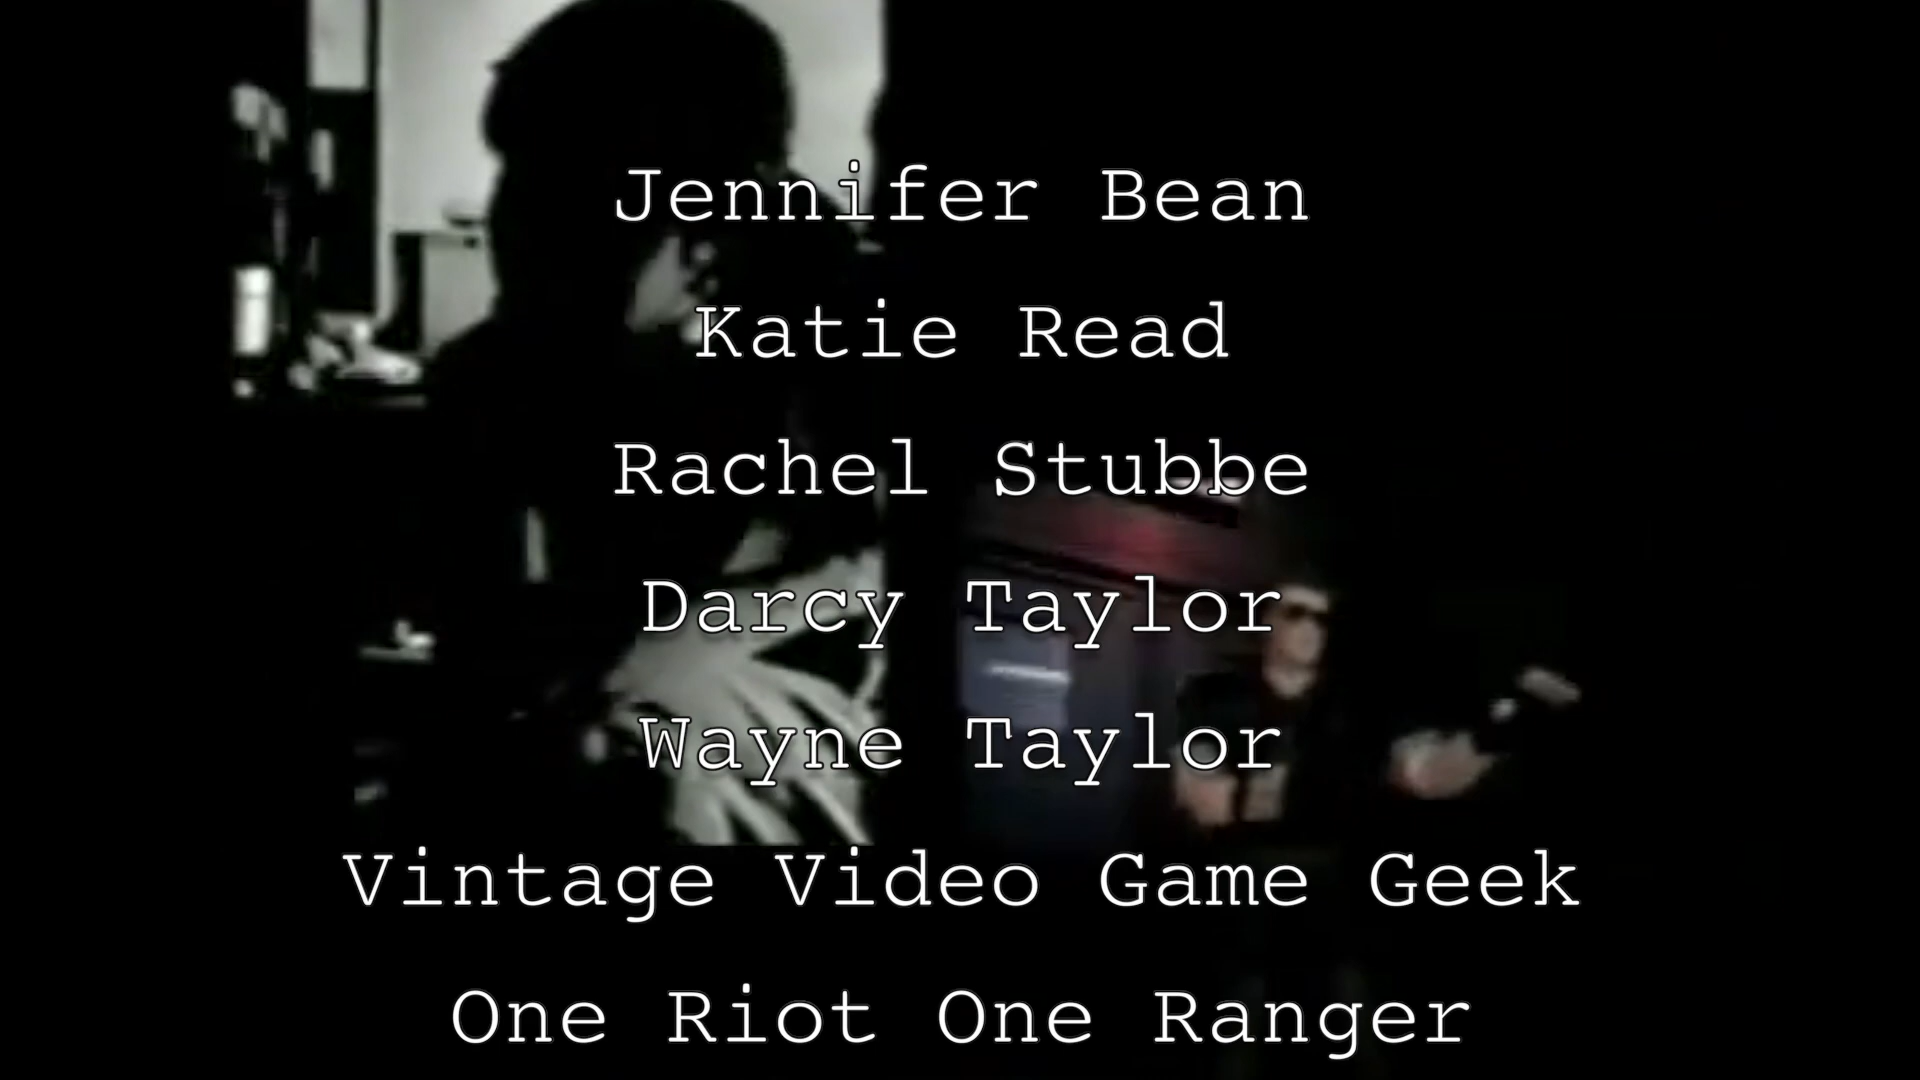 Jennifer Bean
Katie Read
Rachel Stubbe
Darcy Taylor
Wayne Taylor
Vintage Video Game Geek
One Riot One Ranger